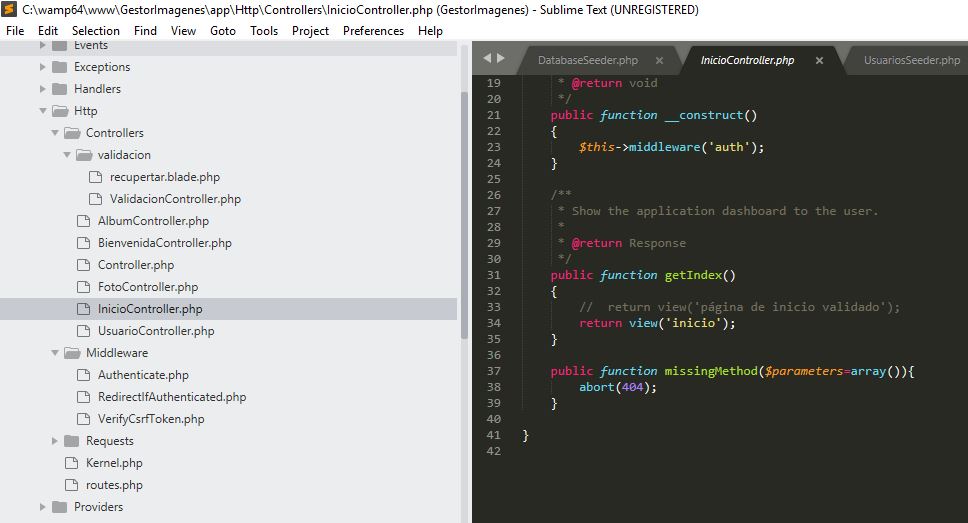 C:\wamp64\www\GestorImagenes\app\Http\Controllers\InicioController.php (GestorImagenes) - Sublime Text (UNREGISTERED)
File Edit Selection Find View Goto Tools Project Preferences Help
Events
Exceptions
Handlers
Http
Controllers
validacion
recupertar.blade.php
ValidacionController.php
AlbumController.php
BienvenidaController.php
Controller.php
FotoController.php
InicioController.php
UsuarioController.php
Middleware
Authenticate.php
RedirectIfAuthenticated.php
VerifyCsrfToken.php
Requests
Kernel.php
routes.php
Providers
DatabaseSeeder.php × InicioController.php × UsuariosSeeder.php
19 * @return void
20 */
21 public function __construct()
22 {
23 $this->middleware('auth');
24 }
25
26 /**
27 * Show the application dashboard to the user.
28 *
29 * @return Response
30 */
31 public function getIndex()
32 {
33 // return view('página de inicio validado');
34 return view('inicio');
35 }
36
37 public function missingMethod($parameters=array()){
38 abort(404);
39 }
40
41 }
42